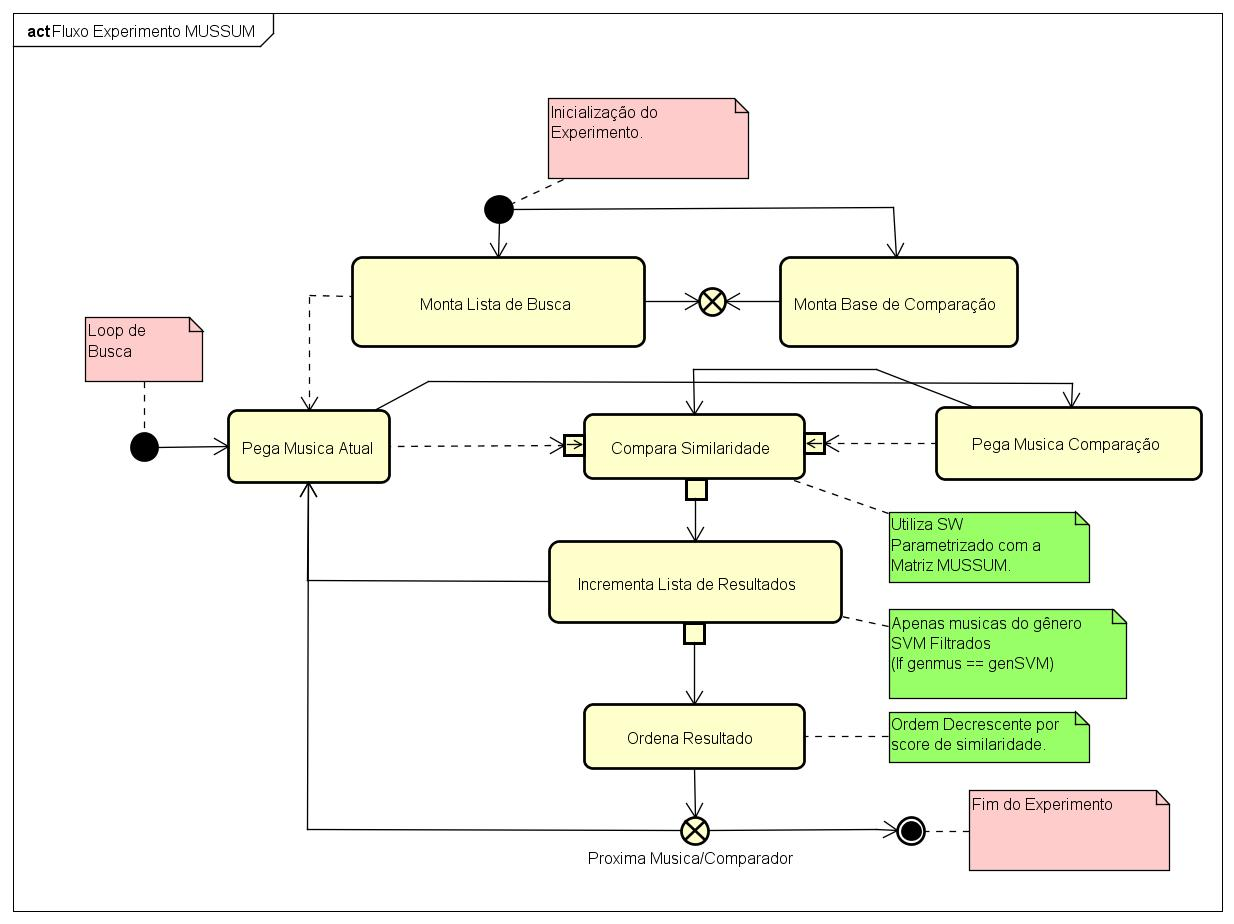 act Fluxo Experimento MUSSUM
Inicialização do
Experimento.
Monta Lista de Busca
Monta Base de Comparação
Loop de
Busca
Pega Musica Atual
Compara Similaridade
Pega Musica Comparação
Utiliza SW
Parametrizado com a
Matriz MUSSUM.
Incrementa Lista de Resultados
Apenas musicas do gênero
SVM Filtrados
(If genmus == genSVM)
Ordena Resultado
Ordem Decrescente por
score de similaridade.
Fim do Experimento
Proxima Musica/Comparador